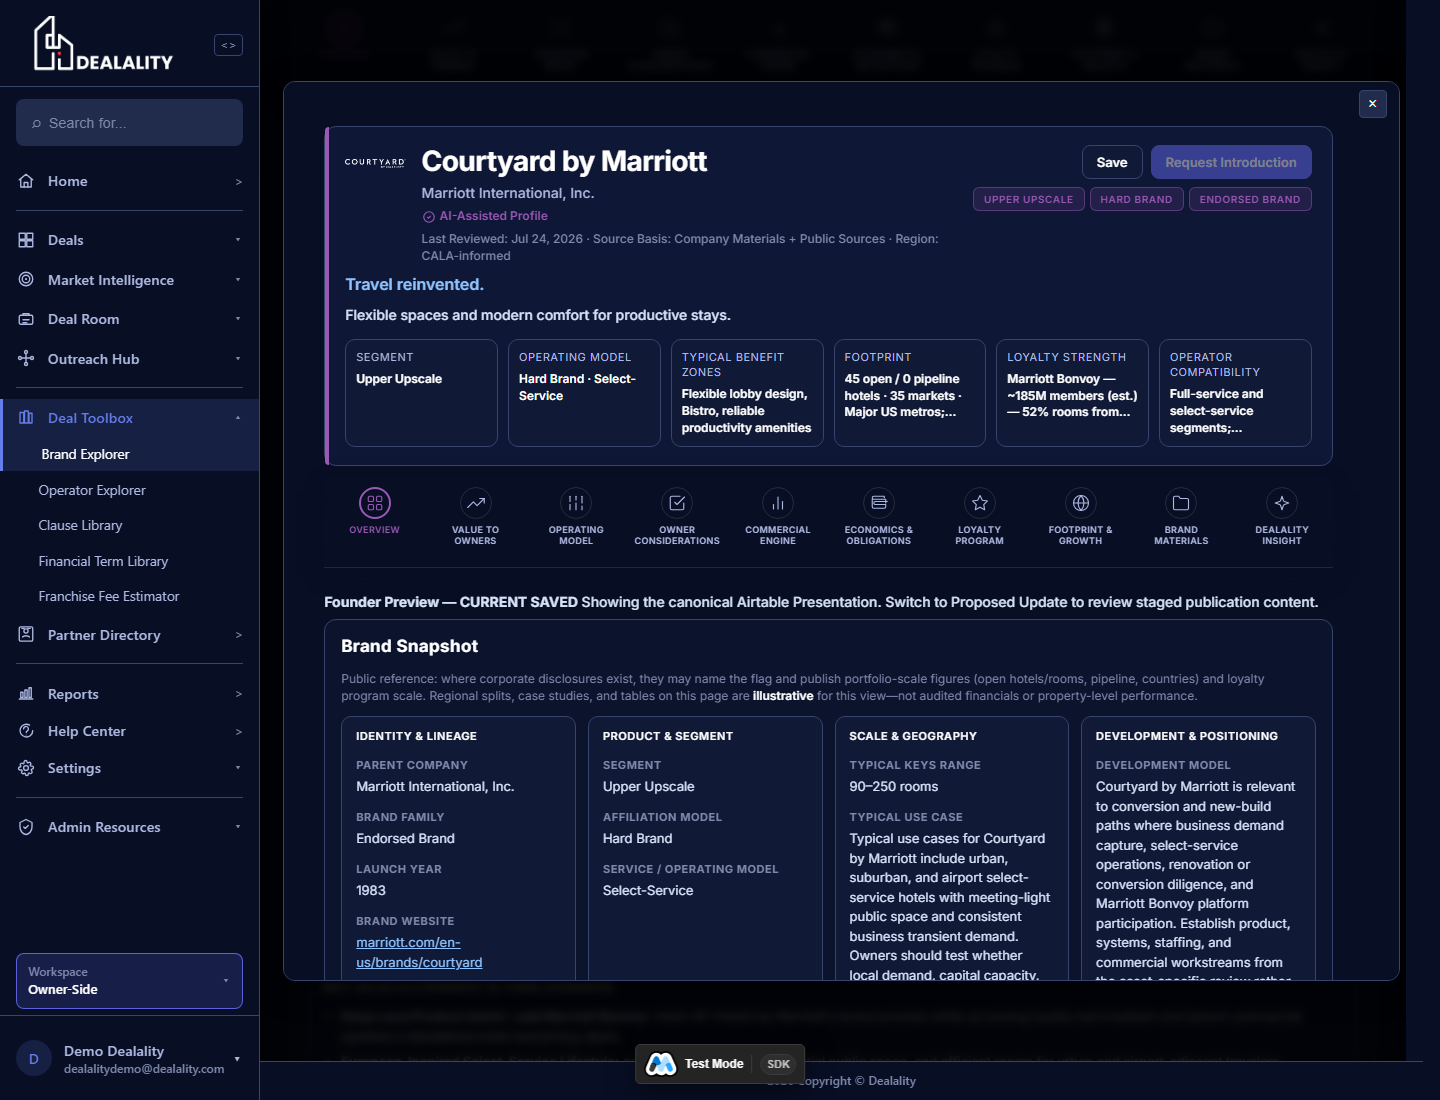 DEALALITY
<>
Search for...
Home
Deals
Market Intelligence
Deal Room
Outreach Hub
Deal Toolbox
Brand Explorer
Operator Explorer
Clause Library
Financial Term Library
Franchise Fee Estimator
Partner Directory
Reports
Help Center
Settings
Admin Resources
Workspace
Owner-Side
D
Demo Dealality
dealalitydemo@dealality.com
×
COURTYARD
Courtyard by Marriott
Marriott International, Inc.
AI-Assisted Profile
Last Reviewed: Jul 24, 2026 · Source Basis: Company Materials + Public Sources · Region:
CALA-informed
Save
Request Introduction
UPPER UPSCALE
HARD BRAND
ENDORSED BRAND
Travel reinvented.
Flexible spaces and modern comfort for productive stays.
SEGMENT
Upper Upscale
OPERATING MODEL
Hard Brand · Select-
Service
TYPICAL BENEFIT
ZONES
Flexible lobby design,
Bistro, reliable
productivity amenities
FOOTPRINT
45 open / 0 pipeline
hotels · 35 markets ·
Major US metros;...
LOYALTY STRENGTH
Marriott Bonvoy —
~185M members (est.)
— 52% rooms from...
OPERATOR
COMPATIBILITY
Full-service and
select-service
segments;...
OVERVIEW
VALUE TO
OWNERS
OPERATING
MODEL
OWNER
CONSIDERATIONS
COMMERCIAL
ENGINE
ECONOMICS &
OBLIGATIONS
LOYALTY
PROGRAM
FOOTPRINT &
GROWTH
BRAND
MATERIALS
DEALALITY
INSIGHT
Founder Preview — CURRENT SAVED Showing the canonical Airtable Presentation. Switch to Proposed Update to review staged publication content.
Brand Snapshot
Public reference: where corporate disclosures exist, they may name the flag and publish portfolio-scale figures (open hotels/rooms, pipeline, countries) and loyalty
program scale. Regional splits, case studies, and tables on this page are illustrative for this view—not audited financials or property-level performance.
IDENTITY & LINEAGE
PARENT COMPANY
Marriott International, Inc.
BRAND FAMILY
Endorsed Brand
LAUNCH YEAR
1983
BRAND WEBSITE
marriott.com/en-
us/brands/courtyard
PRODUCT & SEGMENT
SEGMENT
Upper Upscale
AFFILIATION MODEL
Hard Brand
SERVICE / OPERATING MODEL
Select-Service
SCALE & GEOGRAPHY
TYPICAL KEYS RANGE
90–250 rooms
TYPICAL USE CASE
Typical use cases for Courtyard
by Marriott include urban,
suburban, and airport select-
service hotels with meeting-light
public space and consistent
business transient demand.
Owners should test whether
local demand, capital capacity,
DEVELOPMENT & POSITIONING
DEVELOPMENT MODEL
Courtyard by Marriott is relevant
to conversion and new-build
paths where business demand
capture, select-service
operations, renovation or
conversion diligence, and
Marriott Bonvoy platform
participation. Establish product,
systems, staffing, and
commercial workstreams from
the asset-specific review rather
Test Mode
SDK
Copyright © Dealality